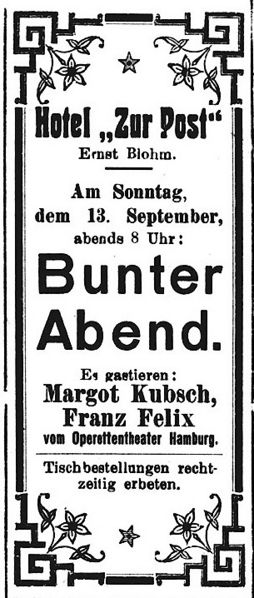 Hotel „Zur Post“
Ernst Blohm.
Am Sonntag,
dem 13. September,
abends 8 Uhr:
Bunter
Abend.
Es gastieren:
Margot Kubsch,
Franz Felix
vom Operettentheater Hamburg.
Tischbestellungen recht-
zeitig erbeten.